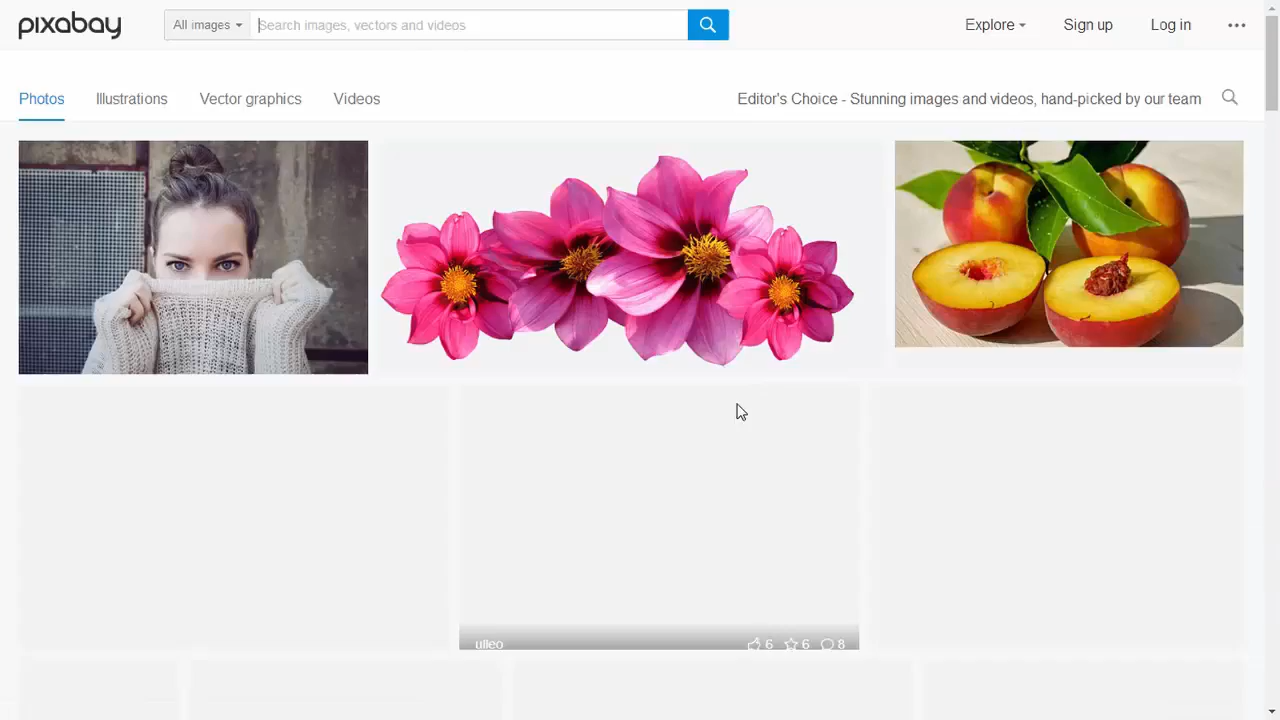 pixabay
All images
Search images, vectors and videos
Explore
Sign up
Log in
Photos
Illustrations
Vector graphics
Videos
Editor's Choice - Stunning images and videos, hand-picked by our team
ulleo
6
6
8